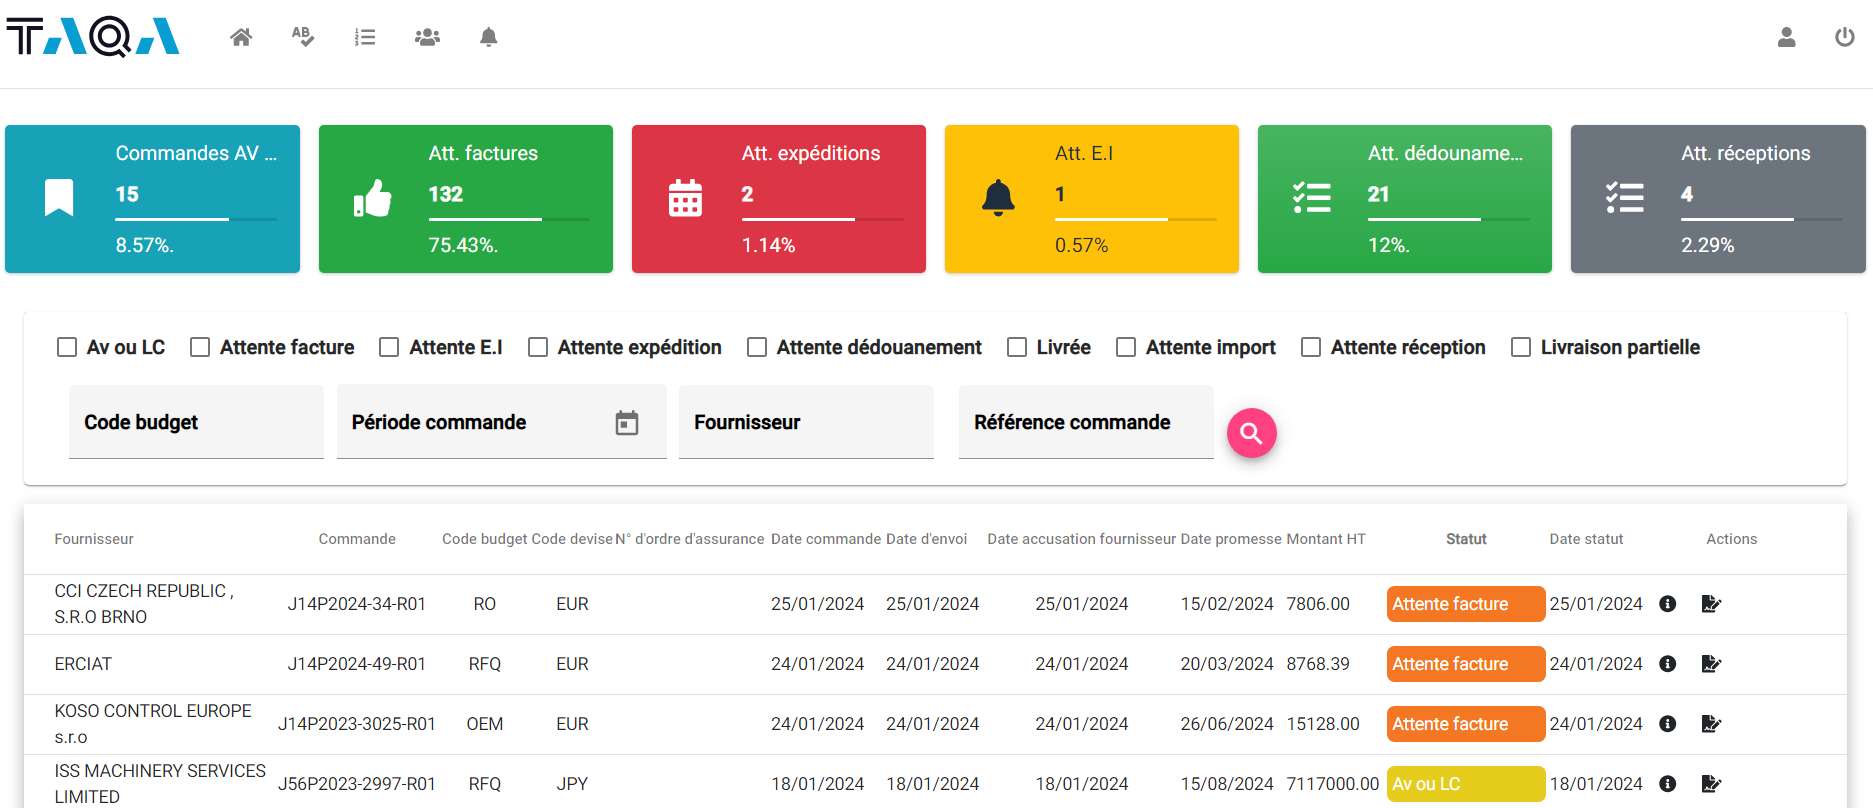 TAQA
Commandes AV ...
15
8.57%.
Att. factures
132
75.43%.
Att. expéditions
2
1.14%
Att. E.I
1
0.57%
Att. dédouname...
21
12%.
Att. réceptions
4
2.29%
Av ou LC Attente facture Attente E.I Attente expédition Attente dédouanement Livrée Attente import Attente réception Livraison partielle
Code budget Période commande Fournisseur Référence commande
Fournisseur Commande Code budget Code devise N° d'ordre d'assurance Date commande Date d'envoi Date accusation fournisseur Date promesse Montant HT Statut Date statut Actions
CCI CZECH REPUBLIC ,
S.R.O BRNO
J14P2024-34-R01 RO EUR 25/01/2024 25/01/2024 25/01/2024 15/02/2024 7806.00 Attente facture 25/01/2024
ERCIAT J14P2024-49-R01 RFQ EUR 24/01/2024 24/01/2024 24/01/2024 20/03/2024 8768.39 Attente facture 24/01/2024
KOSO CONTROL EUROPE
s.r.o
J14P2023-3025-R01 OEM EUR 24/01/2024 24/01/2024 24/01/2024 26/06/2024 15128.00 Attente facture 24/01/2024
ISS MACHINERY SERVICES
LIMITED
J56P2023-2997-R01 RFQ JPY 18/01/2024 18/01/2024 18/01/2024 15/08/2024 7117000.00 Av ou LC 18/01/2024